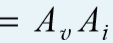 = A_v A_i